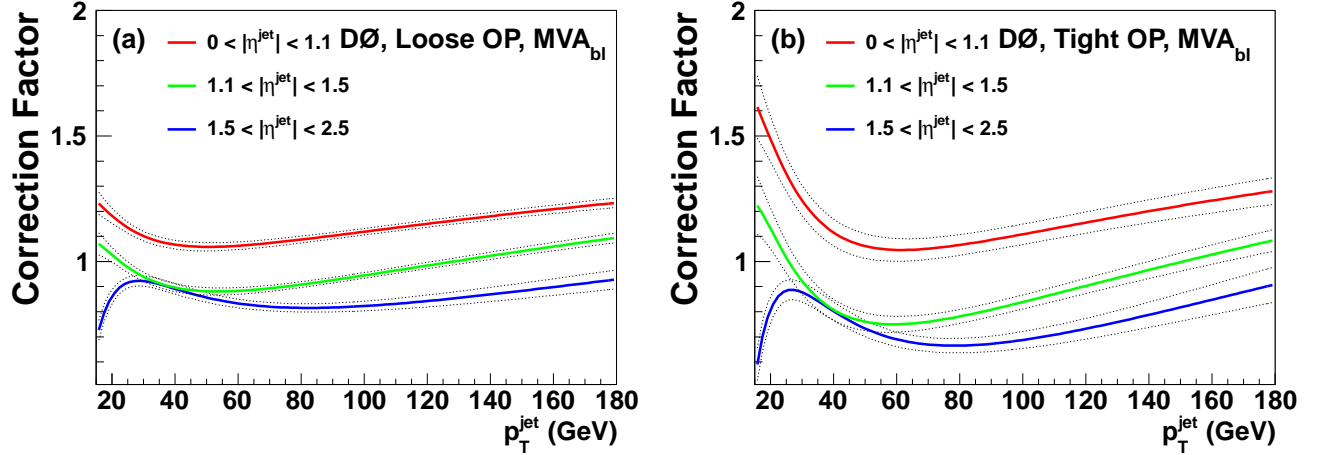 Correction Factor
2
1.5
1
(a)
0 < |η^jet| < 1.1 DØ, Loose OP, MVA_bl
1.1 < |η^jet| < 1.5
1.5 < |η^jet| < 2.5
20 40 60 80 100 120 140 160 180
p_T^jet (GeV)
Correction Factor
2
1.5
1
(b)
0 < |η^jet| < 1.1 DØ, Tight OP, MVA_bl
1.1 < |η^jet| < 1.5
1.5 < |η^jet| < 2.5
20 40 60 80 100 120 140 160 180
p_T^jet (GeV)